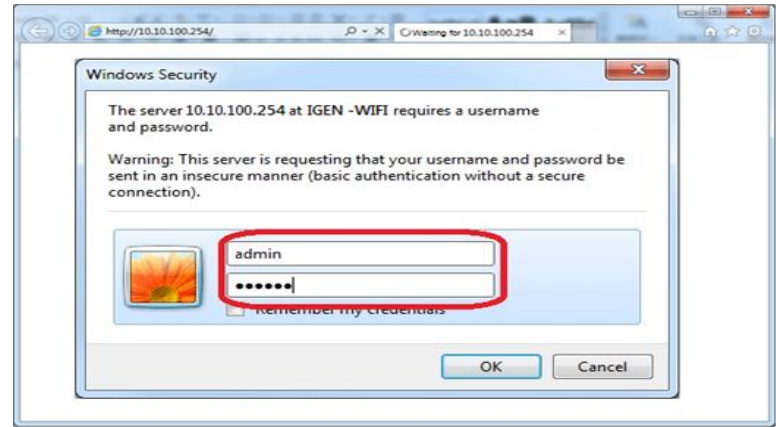 http://10.10.100.254/
Waiting for 10.10.100.254
Windows Security
The server 10.10.100.254 at IGEN -WIFI requires a username
and password.
Warning: This server is requesting that your username and password be
sent in an insecure manner (basic authentication without a secure
connection).
admin
••••••
Remember my credentials
OK
Cancel